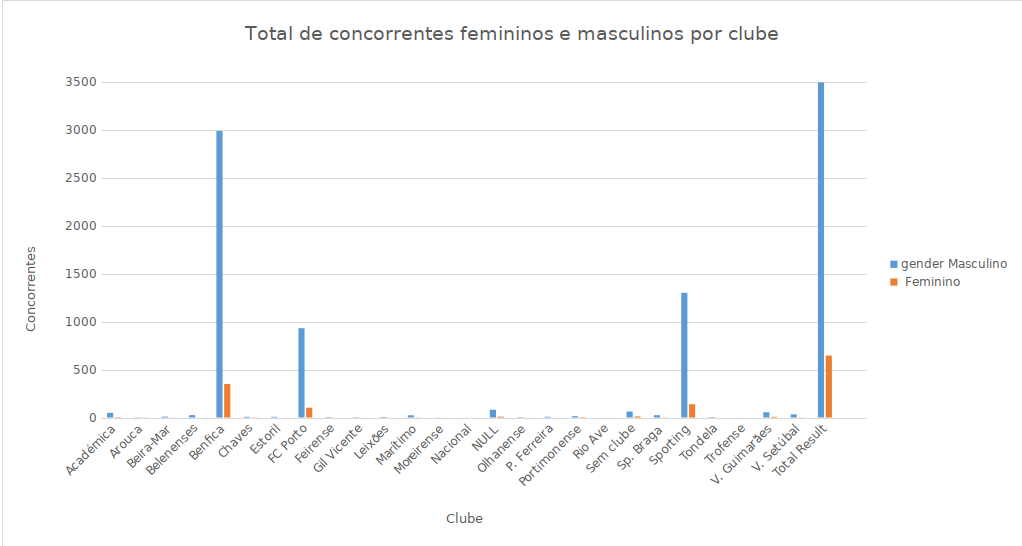 Total de concorrentes femininos e masculinos por clube
3500
3000
2500
2000
1500
1000
500
0
Concorrentes
Académica
Arouca
Beira-Mar
Belenenses
Benfica
Chaves
Estoril
FC Porto
Feirense
Gil Vicente
Leixões
Marítimo
Moreirense
Nacional
NULL
Olhanense
P. Ferreira
Portimonense
Rio Ave
Sem clube
Sp. Braga
Sporting
Tondela
Trofense
V. Guimarães
V. Setúbal
Total Result
Clube
gender Masculino
Feminino